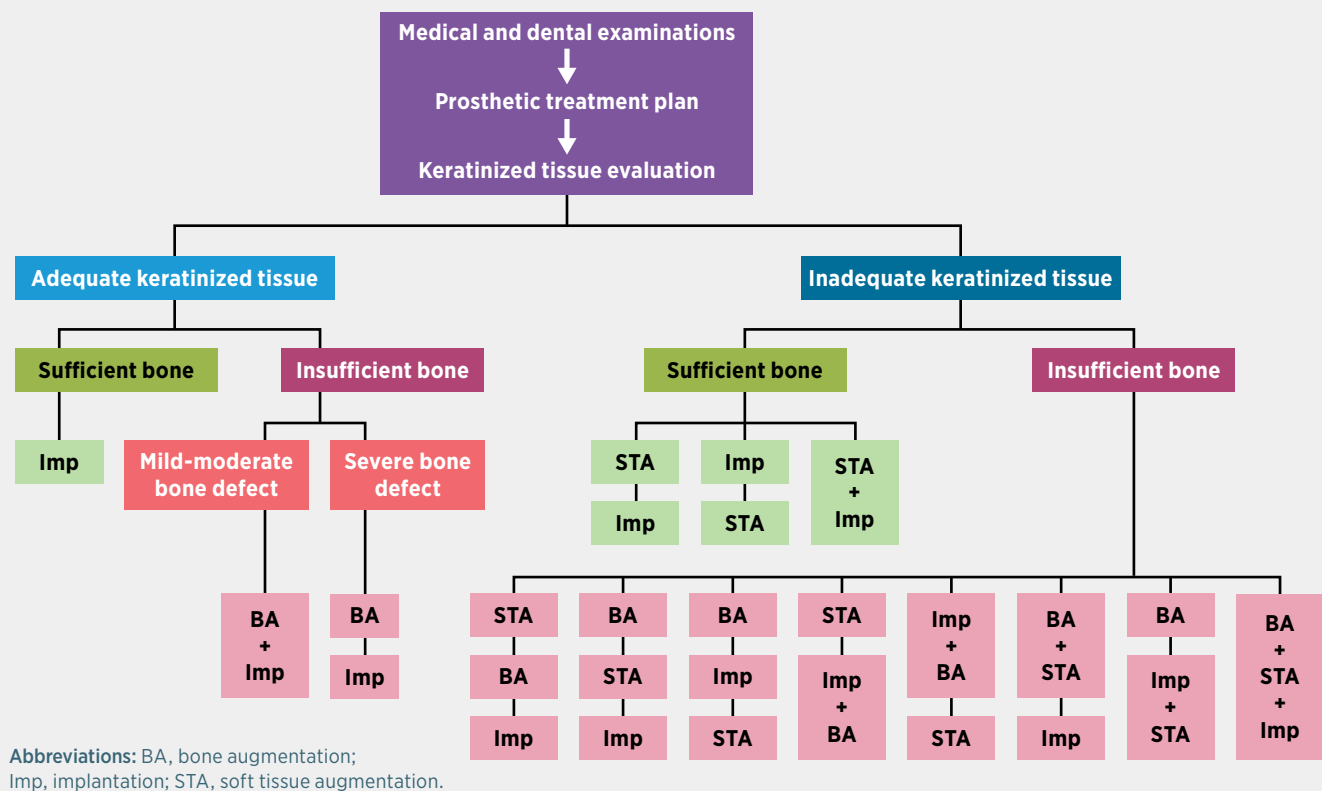 Medical and dental examinations
Prosthetic treatment plan
Keratinized tissue evaluation
Adequate keratinized tissue
Inadequate keratinized tissue
Sufficient bone
Insufficient bone
Sufficient bone
Insufficient bone
Imp
Mild-moderate
bone defect
Severe bone
defect
BA
+
Imp
BA
Imp
STA
Imp
Imp
STA
STA
+
Imp
STA
BA
Imp
BA
STA
Imp
BA
Imp
STA
STA
Imp
+
BA
Imp
+
BA
STA
BA
+
STA
Imp
BA
Imp
+
STA
BA
+
STA
+
Imp
Abbreviations: BA, bone augmentation;
Imp, implantation; STA, soft tissue augmentation.